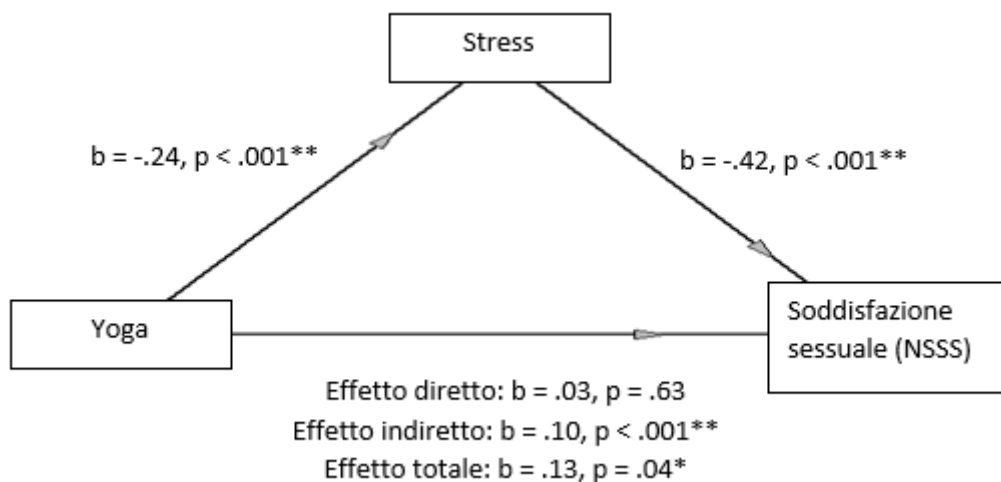 Stress
b = -.24, p < .001**
b = -.42, p < .001**
Yoga
Soddisfazione
sessuale (NSSS)
Effetto diretto: b = .03, p = .63
Effetto indiretto: b = .10, p < .001**
Effetto totale: b = .13, p = .04*